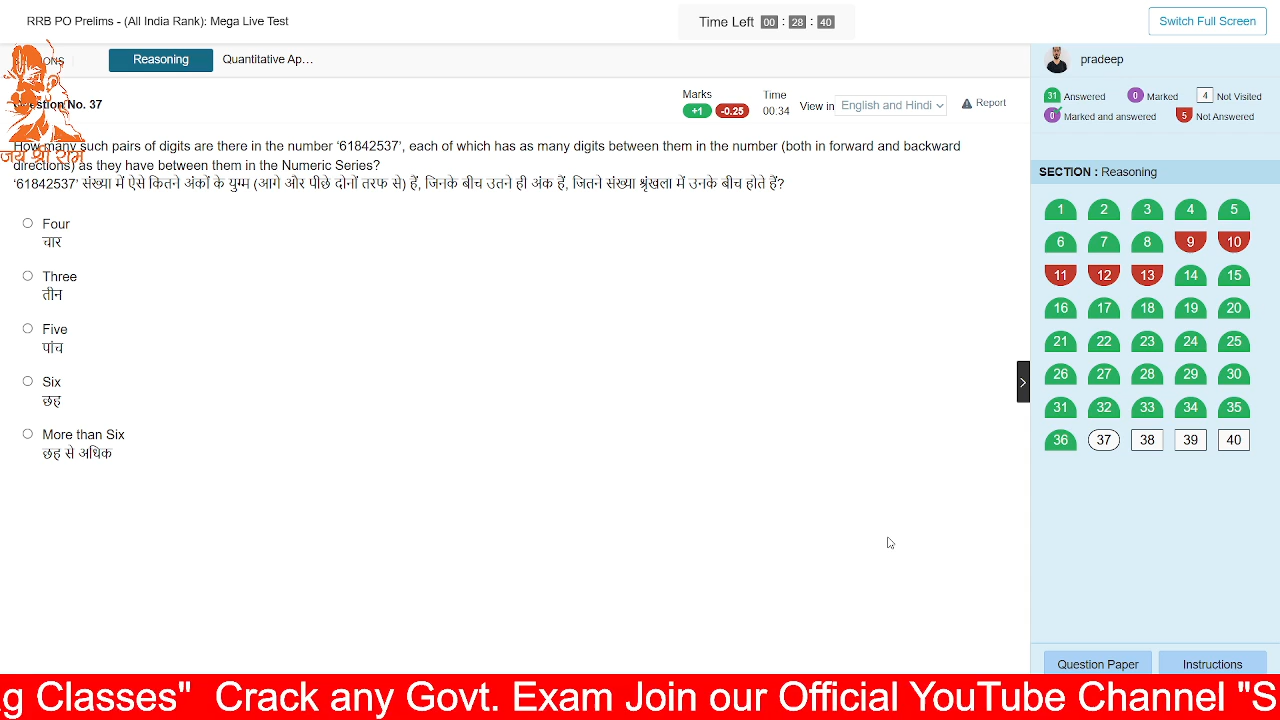 RRB PO Prelims - (All India Rank): Mega Live Test
Time Left 00 : 28 : 40
Switch Full Screen
IONS
Reasoning
Quantitative Ap...
pradeep
31 Answered
0 Marked
4 Not Visited
0 Marked and answered
5 Not Answered
Question No. 37
Marks
+1 -0.25
Time
00:34
View in English and Hindi
Report
जय श्री राम
How many such pairs of digits are there in the number ‘61842537’, each of which has as many digits between them in the number (both in forward and backward
directions) as they have between them in the Numeric Series?
‘61842537’ संख्या में ऐसे कितने अंकों के युग्म (आगे और पीछे दोनों तरफ से) हैं, जिनके बीच उतने ही अंक हैं, जितने संख्या श्रृंखला में उनके बीच होते हैं?
Four
चार
Three
तीन
Five
पांच
Six
छह
More than Six
छह से अधिक
SECTION : Reasoning
1 2 3 4 5
6 7 8 9 10
11 12 13 14 15
16 17 18 19 20
21 22 23 24 25
26 27 28 29 30
31 32 33 34 35
36 37 38 39 40
Question Paper
Instructions
g Classes" Crack any Govt. Exam Join our Official YouTube Channel "S